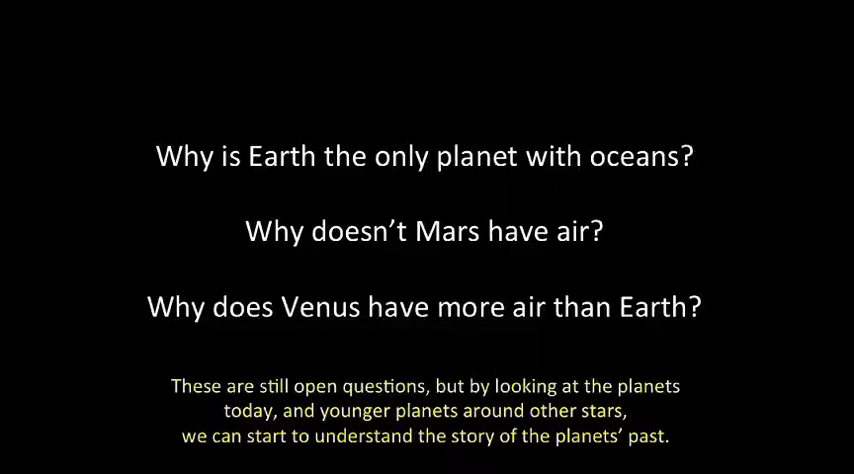 Why is Earth the only planet with oceans?
Why doesn’t Mars have air?
Why does Venus have more air than Earth?
These are still open questions, but by looking at the planets
today, and younger planets around other stars,
we can start to understand the story of the planets’ past.